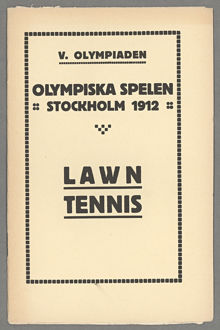 V. OLYMPIADEN
OLYMPISKA SPELEN
STOCKHOLM 1912
LAWN
TENNIS